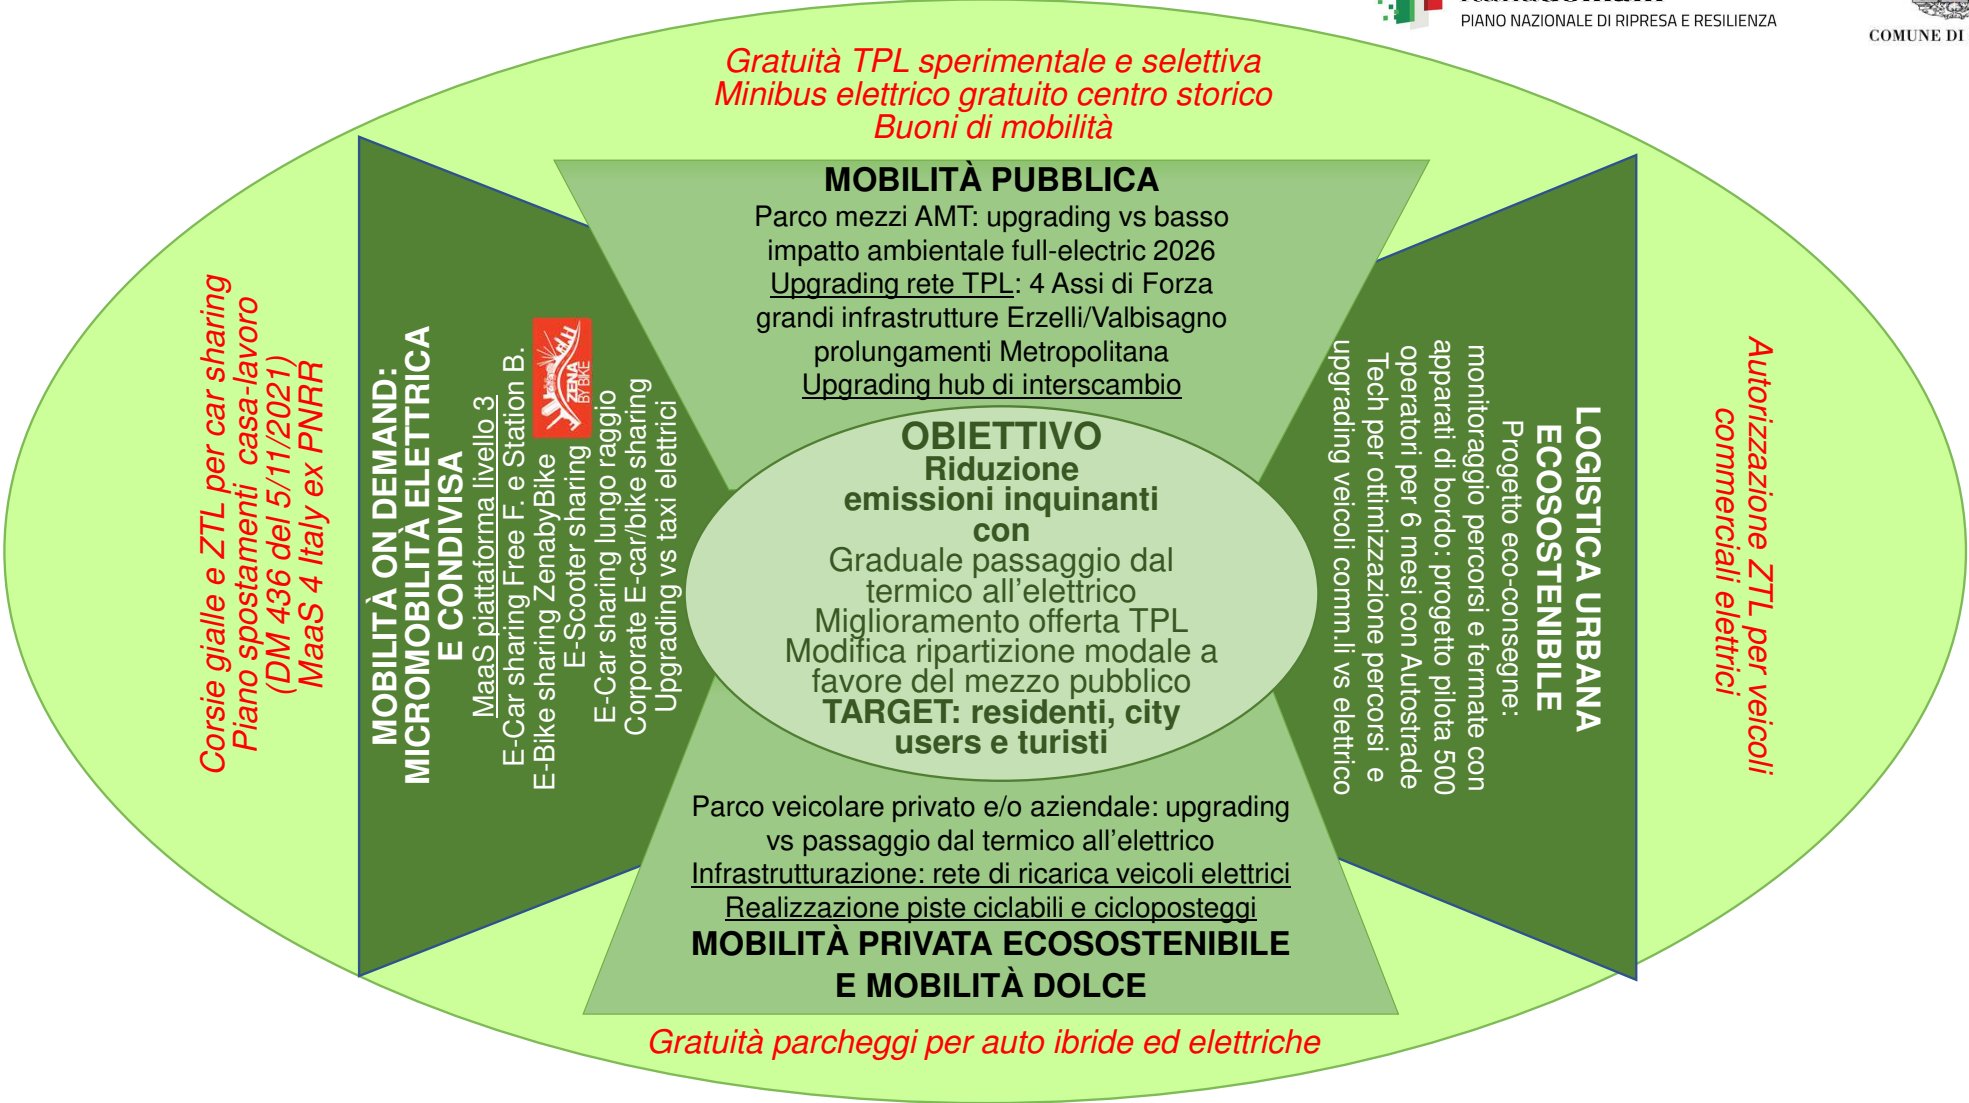 PIANO NAZIONALE DI RIPRESA E RESILIENZA
COMUNE DI
Gratuità TPL sperimentale e selettiva
Minibus elettrico gratuito centro storico
Buoni di mobilità
MOBILITÀ PUBBLICA
Parco mezzi AMT: upgrading vs basso
impatto ambientale full-electric 2026
Upgrading rete TPL: 4 Assi di Forza
grandi infrastrutture Erzelli/Valbisagno
prolungamenti Metropolitana
Upgrading hub di interscambio
Corsie gialle e ZTL per car sharing
Piano spostamenti casa-lavoro
(DM 436 del 5/11/2021)
MaaS 4 Italy ex PNRR
MOBILITÀ ON DEMAND:
MICROMOBILITÀ ELETTRICA
E CONDIVISA
MaaS piattaforma livello 3
E-Car sharing Free F. e Station B.
E-Bike sharing ZenabyBike
ZENA
BY BIKE
E-Scooter sharing
E-Car sharing lungo raggio
Corporate E-car/bike sharing
Upgrading vs taxi elettrici
OBIETTIVO
Riduzione
emissioni inquinanti
con
Graduale passaggio dal
termico all'elettrico
Miglioramento offerta TPL
Modifica ripartizione modale a
favore del mezzo pubblico
TARGET: residenti, city
users e turisti
LOGISTICA URBANA
ECOSOSTENIBILE
Progetto eco-consegne:
monitoraggio percorsi e fermate con
apparati di bordo: progetto pilota 500
operatori per 6 mesi con Autostrade
Tech per ottimizzazione percorsi e
upgrading veicoli comm.li vs elettrico
Autorizzazione ZTL per veicoli
commerciali elettrici
Parco veicolare privato e/o aziendale: upgrading
vs passaggio dal termico all'elettrico
Infrastrutturazione: rete di ricarica veicoli elettrici
Realizzazione piste ciclabili e cicloposteggi
MOBILITÀ PRIVATA ECOSOSTENIBILE
E MOBILITÀ DOLCE
Gratuità parcheggi per auto ibride ed elettriche